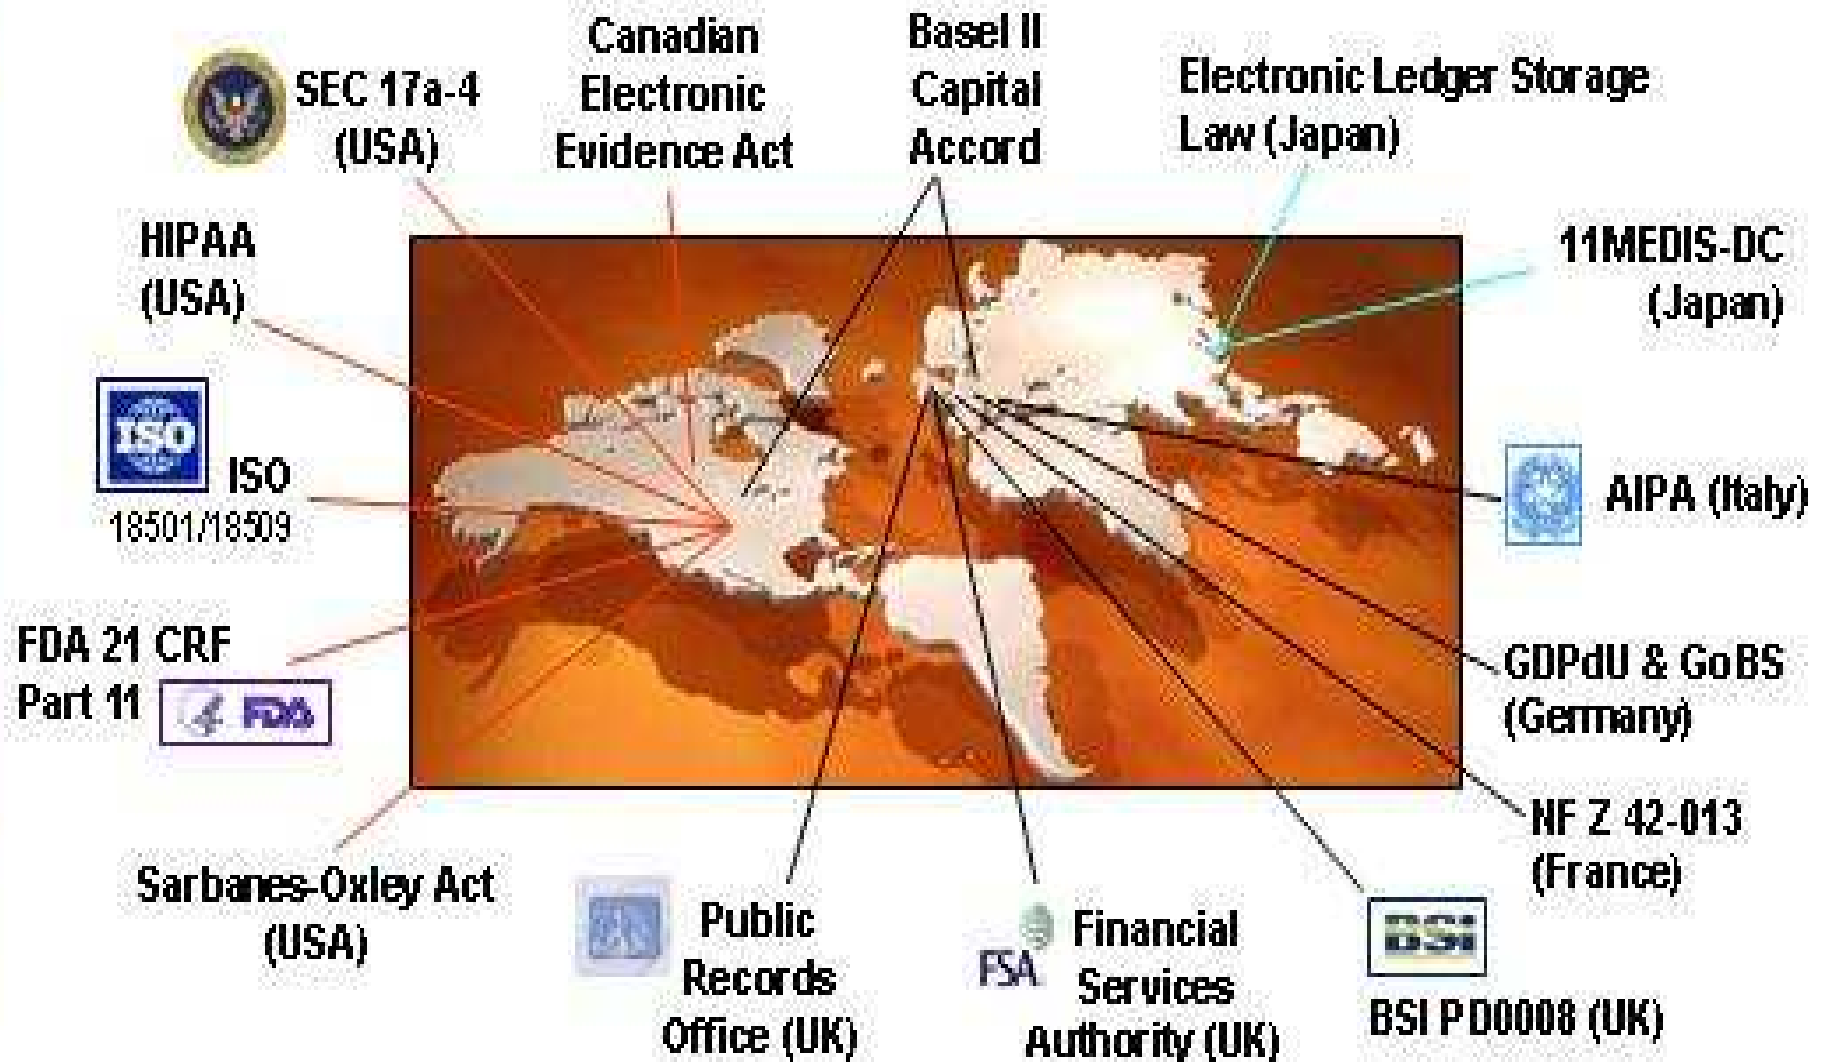 SEC 17a-4
(USA)
Canadian
Electronic
Evidence Act
Basel II
Capital
Accord
Electronic Ledger Storage
Law (Japan)
HIPAA
(USA)
11MEDIS-DC
(Japan)
ISO
ISO
18501/18509
AIPA (Italy)
FDA 21 CRF
Part 11
FDA
GDPdU & GoBS
(Germany)
NF Z 42-013
(France)
Sarbanes-Oxley Act
(USA)
Public
Records
Office (UK)
FSA
Financial
Services
Authority (UK)
BSI
BSI PD0008 (UK)